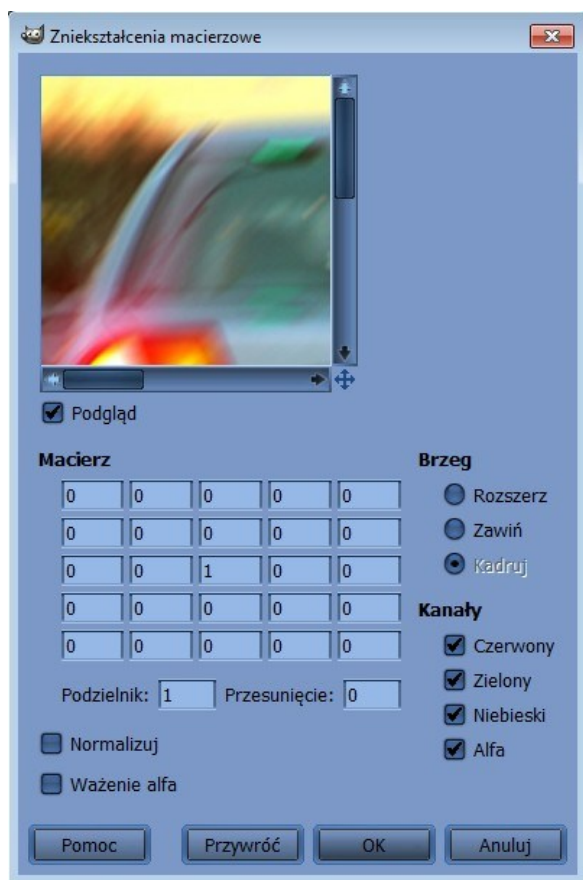 Zniekształcenia macierzowe
Podgląd
Macierz
0 0 0 0 0
0 0 0 0 0
0 0 1 0 0
0 0 0 0 0
0 0 0 0 0
Podzielnik: 1 Przesunięcie: 0
Normalizuj
Ważenie alfa
Brzeg
Rozszerz
Zawiń
Kadruj
Kanały
Czerwony
Zielony
Niebieski
Alfa
Pomoc Przywróć OK Anuluj